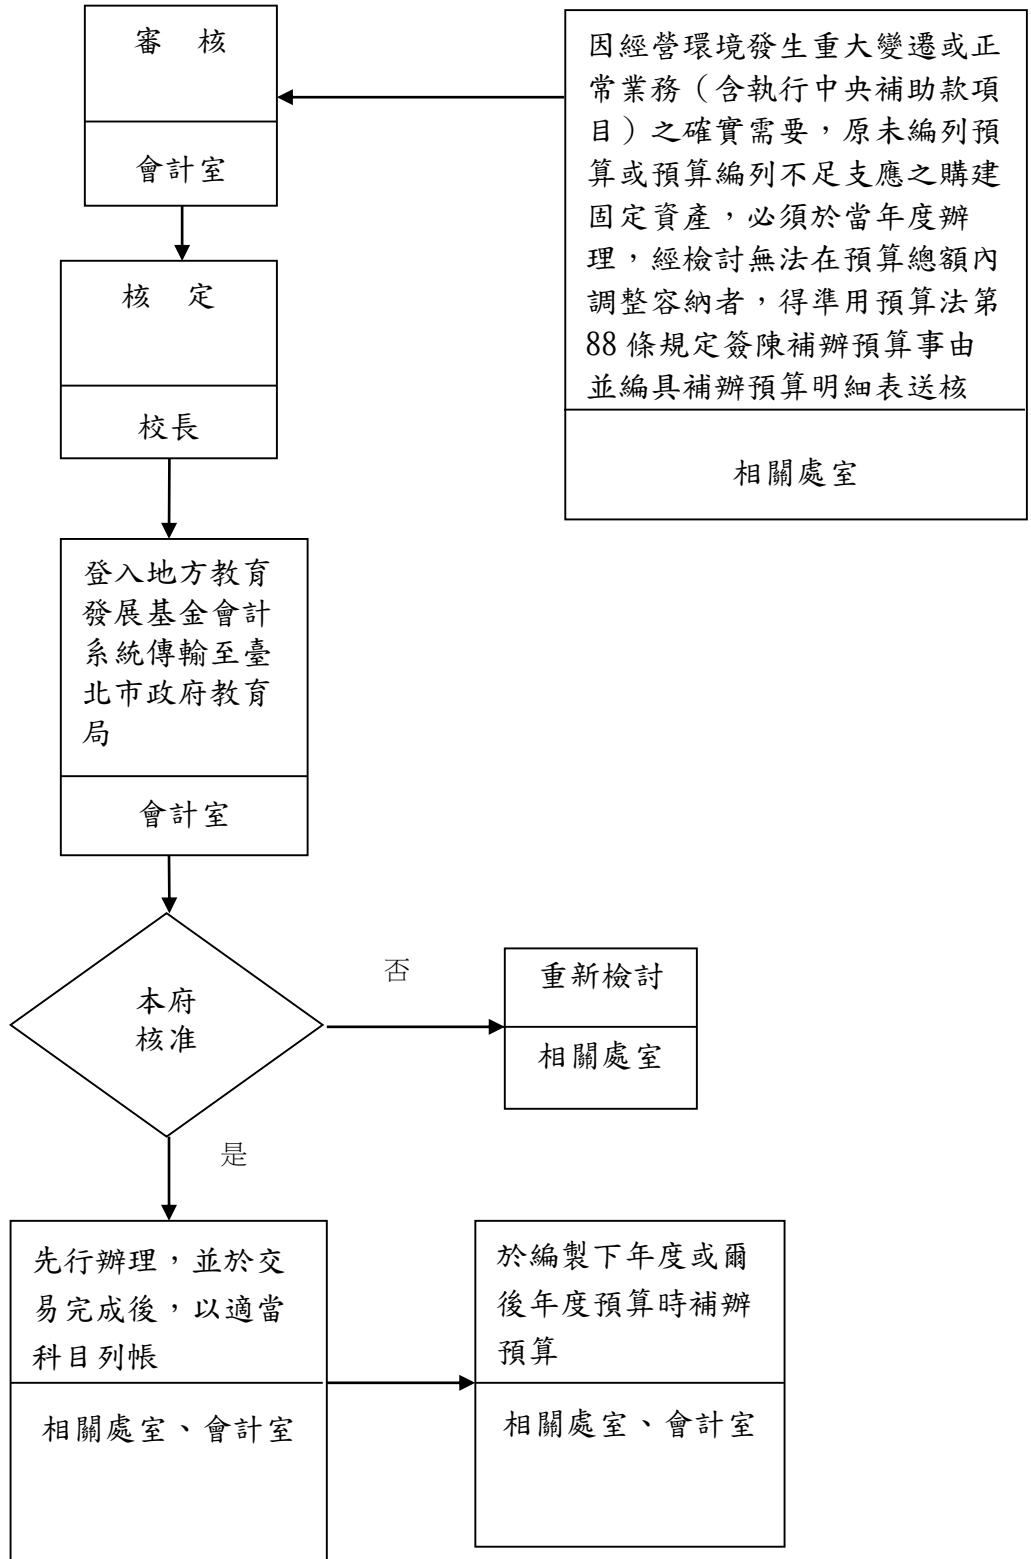 審　核
會計室
因經營環境發生重大變遷或正
常業務（含執行中央補助款項
目）之確實需要，原未編列預
算或預算編列不足支應之購建
固定資產，必須於當年度辦
理，經檢討無法在預算總額內
調整容納者，得準用預算法第
88 條規定簽陳補辦預算事由
並編具補辦預算明細表送核
相關處室
核　定
校長
登入地方教育
發展基金會計
系統傳輸至臺
北市政府教育
局
會計室
本府
核准
否
重新檢討
相關處室
是
先行辦理，並於交
易完成後，以適當
科目列帳
相關處室、會計室
於編製下年度或爾
後年度預算時補辦
預算
相關處室、會計室